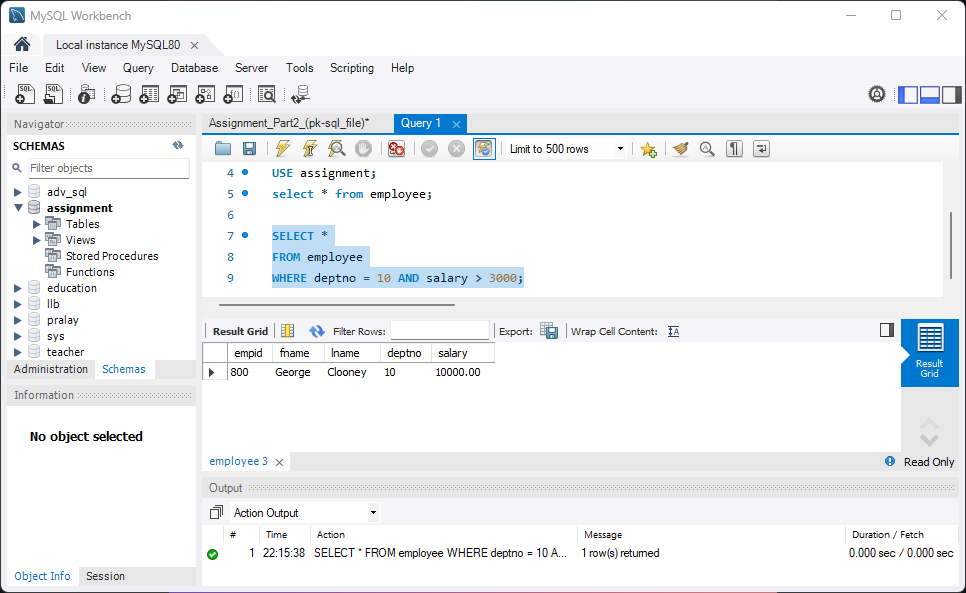 MySQL Workbench
Local instance MySQL80
File Edit View Query Database Server Tools Scripting Help
Navigator
SCHEMAS
Filter objects
adv_sql
assignment
Tables
Views
Stored Procedures
Functions
education
llb
pralay
sys
teacher
Administration Schemas
Information
No object selected
Object Info Session
Assignment_Part2_(pk-sql_file)* Query 1
Limit to 500 rows
4 USE assignment;
5 select * from employee;
6
7 SELECT *
8 FROM employee
9 WHERE deptno = 10 AND salary > 3000;
Result Grid Filter Rows: Export: Wrap Cell Content:
empid fname lname deptno salary
800 George Clooney 10 10000.00
Result
Grid
employee 3
Read Only
Output
Action Output
# Time Action Message Duration / Fetch
1 22:15:38 SELECT * FROM employee WHERE deptno = 10 A... 1 row(s) returned 0.000 sec / 0.000 sec